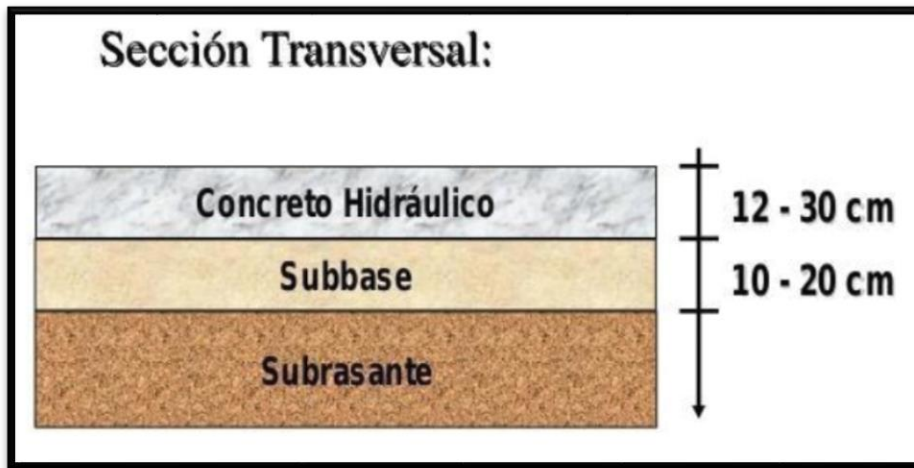 Sección Transversal:
Concreto Hidráulico
12 - 30 cm
Subbase
10 - 20 cm
Subrasante